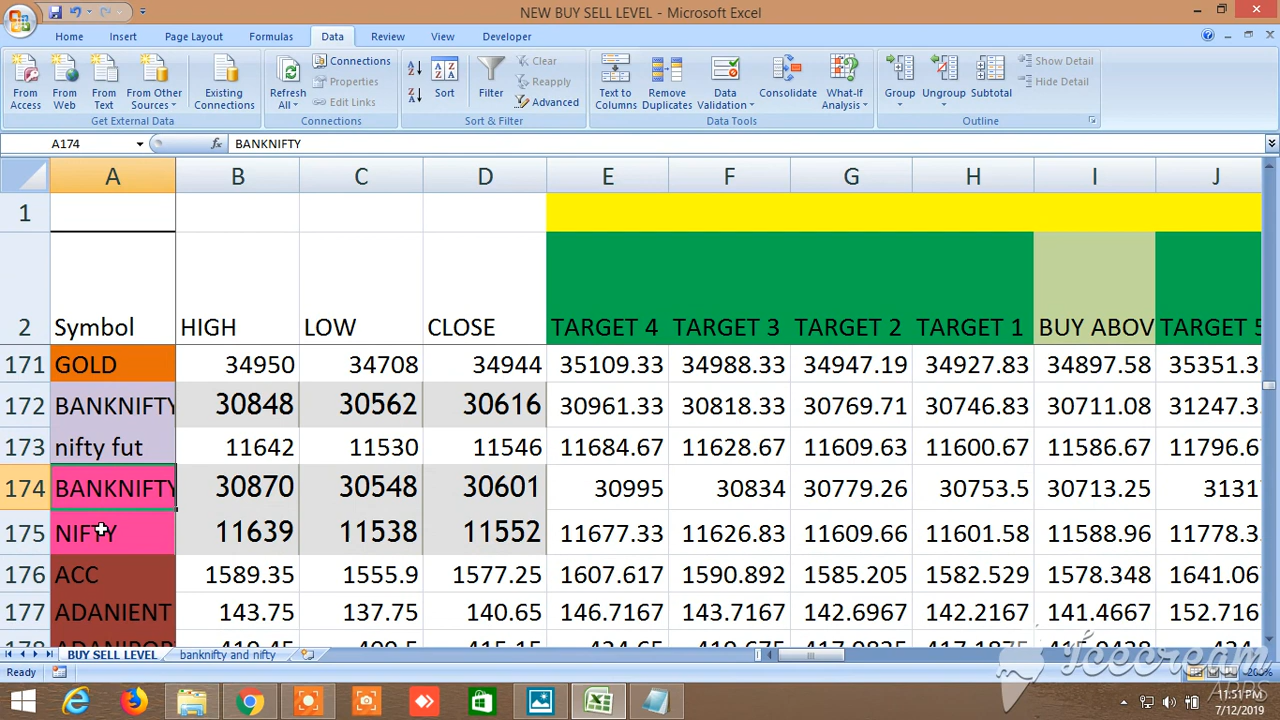 NEW BUY SELL LEVEL - Microsoft Excel
Home Insert Page Layout Formulas Data Review View Developer
From Access
From Web
From Text
From Other Sources
Existing Connections
Get External Data
Refresh All
Connections
Properties
Edit Links
Connections
Sort
Filter
Clear
Reapply
Advanced
Sort & Filter
Text to Columns
Remove Duplicates
Data Validation
Consolidate
What-If Analysis
Data Tools
Group
Ungroup
Subtotal
Show Detail
Hide Detail
Outline
A174 fx BANKNIFTY
A B C D E F G H I J
1
2 Symbol HIGH LOW CLOSE TARGET 4 TARGET 3 TARGET 2 TARGET 1 BUY ABOV TARGET 5
171 GOLD 34950 34708 34944 35109.33 34988.33 34947.19 34927.83 34897.58 35351.3
172 BANKNIFTY 30848 30562 30616 30961.33 30818.33 30769.71 30746.83 30711.08 31247.3
173 nifty fut 11642 11530 11546 11684.67 11628.67 11609.63 11600.67 11586.67 11796.6
174 BANKNIFTY 30870 30548 30601 30995 30834 30779.26 30753.5 30713.25 3131
175 NIFTY 11639 11538 11552 11677.33 11626.83 11609.66 11601.58 11588.96 11778.3
176 ACC 1589.35 1555.9 1577.25 1607.617 1590.892 1585.205 1582.529 1578.348 1641.06
177 ADANIENT 143.75 137.75 140.65 146.7167 143.7167 142.6967 142.2167 141.4667 152.716
BUY SELL LEVEL banknifty and nifty
Ready 200%
Icecream
APPS
11:51 PM
7/12/2019